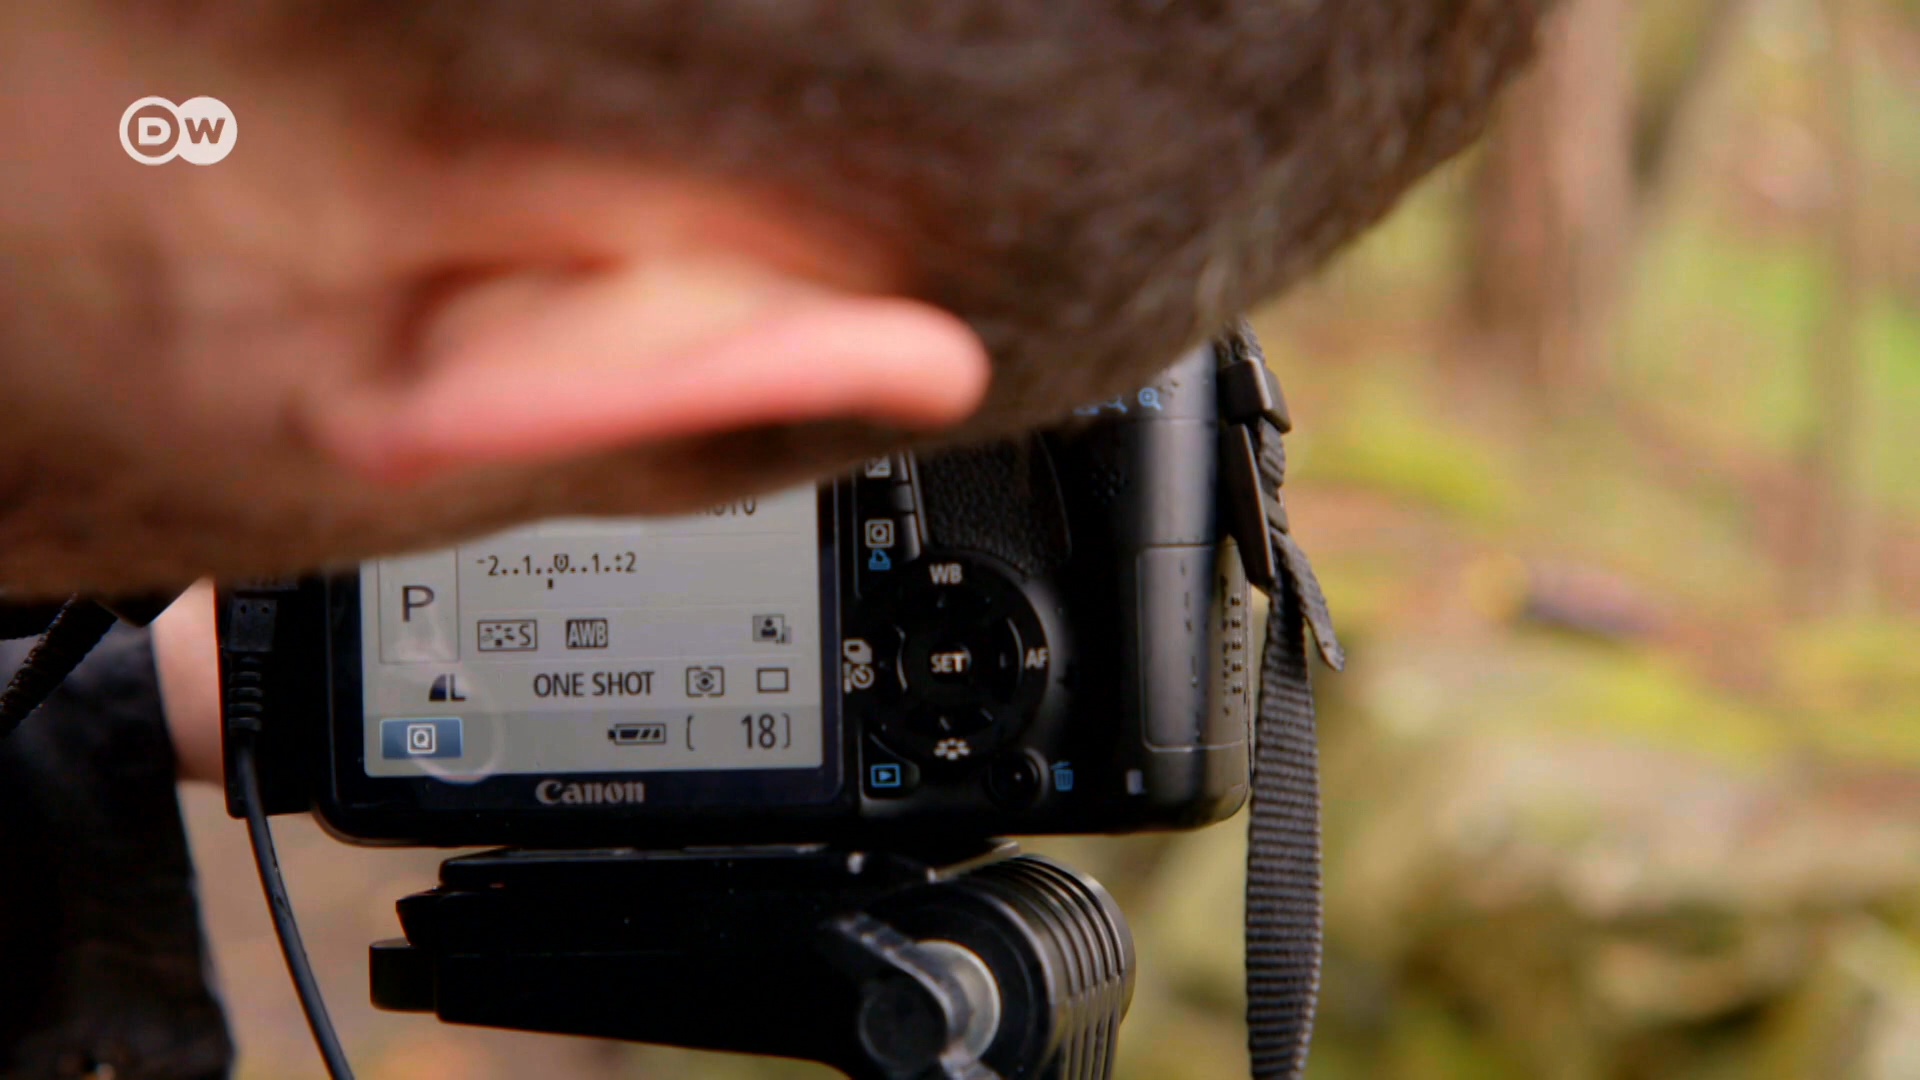 DW
-2..1..0..1.:+2
P
WB
S
AWB
SET
AF
L
ONE SHOT
Q
[ 18]
Canon